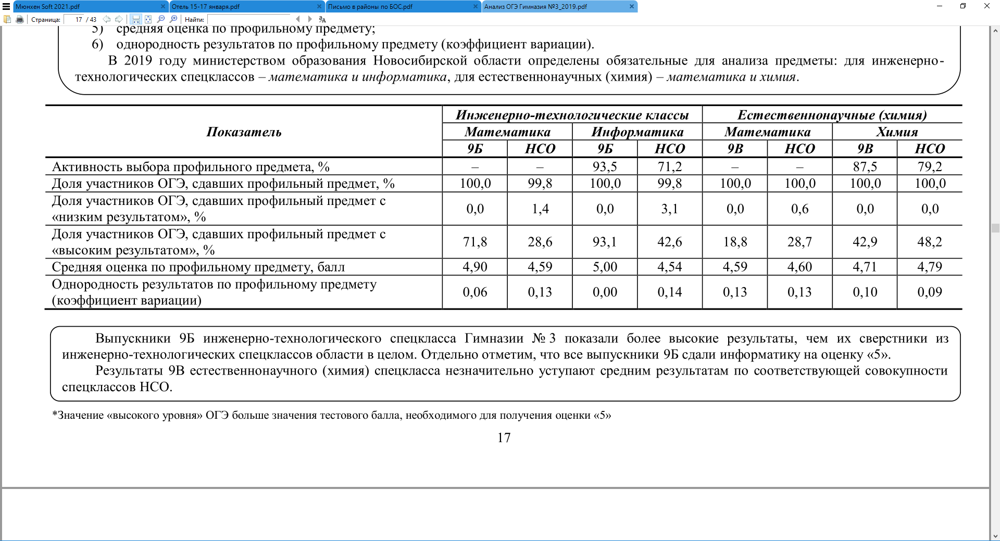 Мюнхен Soft 2021.pdf
Отель 15-17 января.pdf
Письмо в районы по БОС.pdf
Анализ ОГЭ Гимназия №3_2019.pdf
Страница: 17 / 43 Найти:
5) средняя оценка по профильному предмету;
6) однородность результатов по профильному предмету (коэффициент вариации).
В 2019 году министерством образования Новосибирской области определены обязательные для анализа предметы: для инженерно-
технологических спецклассов – математика и информатика, для естественнонаучных (химия) – математика и химия.
Показатель
Инженерно-технологические классы Естественнонаучные (химия)
Математика Информатика Математика Химия
9Б НСО 9Б НСО 9В НСО 9В НСО
Активность выбора профильного предмета, % – – 93,5 71,2 – – 87,5 79,2
Доля участников ОГЭ, сдавших профильный предмет, % 100,0 99,8 100,0 99,8 100,0 100,0 100,0 100,0
Доля участников ОГЭ, сдавших профильный предмет с
«низким результатом», % 0,0 1,4 0,0 3,1 0,0 0,6 0,0 0,0
Доля участников ОГЭ, сдавших профильный предмет с
«высоким результатом», % 71,8 28,6 93,1 42,6 18,8 28,7 42,9 48,2
Средняя оценка по профильному предмету, балл 4,90 4,59 5,00 4,54 4,59 4,60 4,71 4,79
Однородность результатов по профильному предмету
(коэффициент вариации) 0,06 0,13 0,00 0,14 0,13 0,13 0,10 0,09
Выпускники 9Б инженерно-технологического спецкласса Гимназии № 3 показали более высокие результаты, чем их сверстники из
инженерно-технологических спецклассов области в целом. Отдельно отметим, что все выпускники 9Б сдали информатику на оценку «5».
Результаты 9В естественнонаучного (химия) спецкласса незначительно уступают средним результатам по соответствующей совокупности
спецклассов НСО.
*Значение «высокого уровня» ОГЭ больше значения тестового балла, необходимого для получения оценки «5»
17